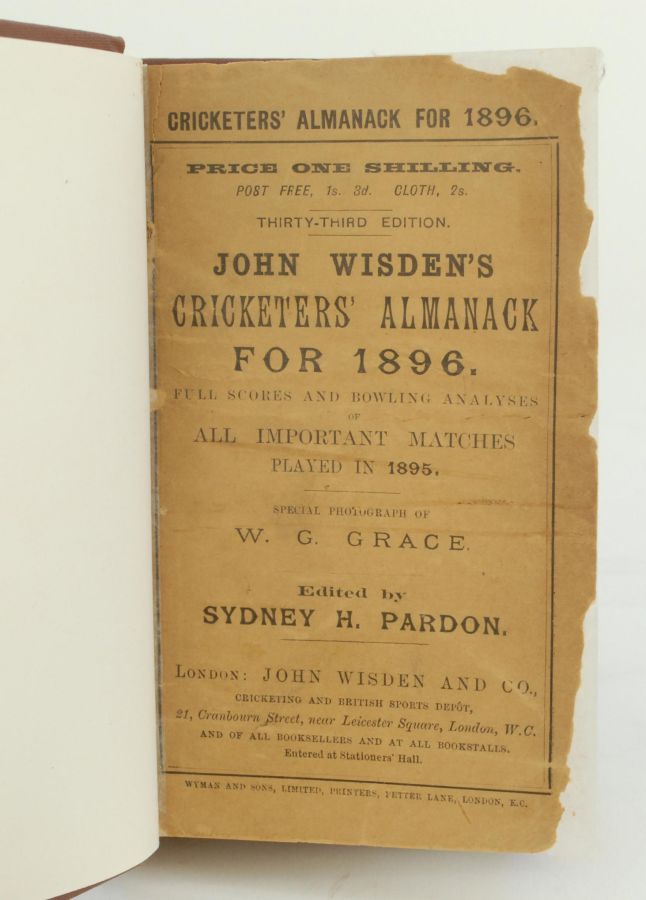 CRICKETERS' ALMANACK FOR 1896.
PRICE ONE SHILLING.
POST FREE, 1s. 3d. CLOTH, 2s.
THIRTY-THIRD EDITION.
JOHN WISDEN'S
CRICKETERS' ALMANACK
FOR 1896.
FULL SCORES AND BOWLING ANALYSES
OF
ALL IMPORTANT MATCHES
PLAYED IN 1895.
SPECIAL PHOTOGRAPH OF
W. G. GRACE.
Edited by
SYDNEY H. PARDON.
LONDON: JOHN WISDEN AND CO.,
CRICKETING AND BRITISH SPORTS DEPÔT,
21, Cranbourn Street, near Leicester Square, London, W.C.
AND OF ALL BOOKSELLERS AND AT ALL BOOKSTALLS.
Entered at Stationers' Hall.
WYMAN AND SONS, LIMITED, PRINTERS, FETTER LANE, LONDON, E.C.